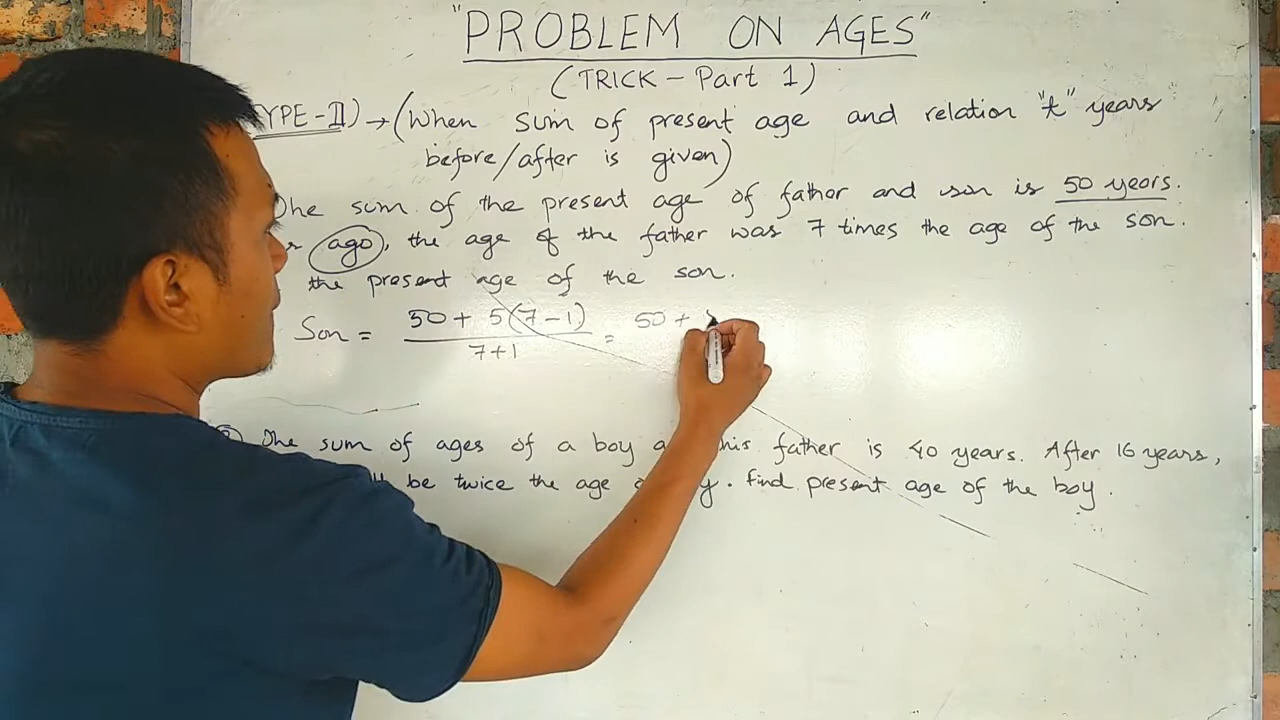 "PROBLEM ON AGES"
(TRICK - Part 1)
YPE-II) → (When sum of present age and relation "t" years
before/after is given)
The sum of the present age of father and son is 50 years.
ago, the age of the father was 7 times the age of the son.
the present age of the son.
Son = 50 + 5(7 - 1) / 7+1 = 50 +
The sum of ages of a boy his father is 40 years. After 16 years,
be twice the age find present age of the boy.